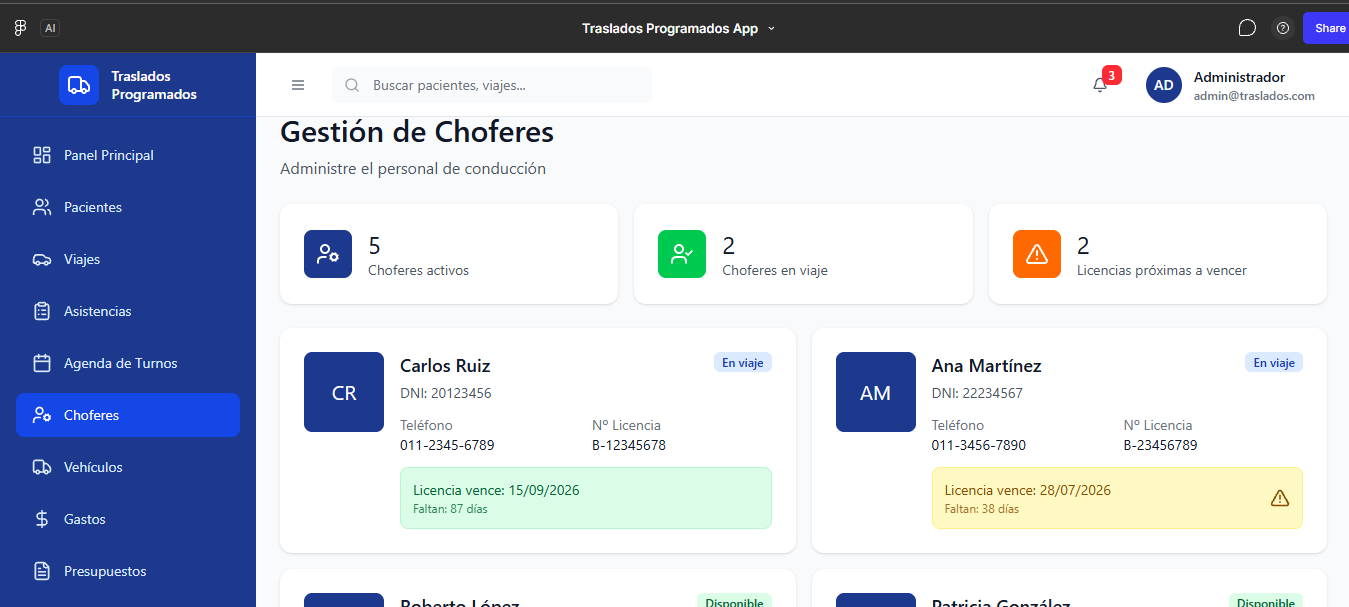 AI
Traslados Programados App
Share
Traslados
Programados
Buscar pacientes, viajes...
3
AD
Administrador
admin@traslados.com
Panel Principal
Pacientes
Viajes
Asistencias
Agenda de Turnos
Choferes
Vehículos
Gastos
Presupuestos
Gestión de Choferes
Administre el personal de conducción
5
Choferes activos
2
Choferes en viaje
2
Licencias próximas a vencer
CR
Carlos Ruiz
En viaje
DNI: 20123456
Teléfono
Nº Licencia
011-2345-6789
B-12345678
Licencia vence: 15/09/2026
Faltan: 87 días
AM
Ana Martínez
En viaje
DNI: 22234567
Teléfono
Nº Licencia
011-3456-7890
B-23456789
Licencia vence: 28/07/2026
Faltan: 38 días
Roberto López
Disponible
Patricia González
Disponible